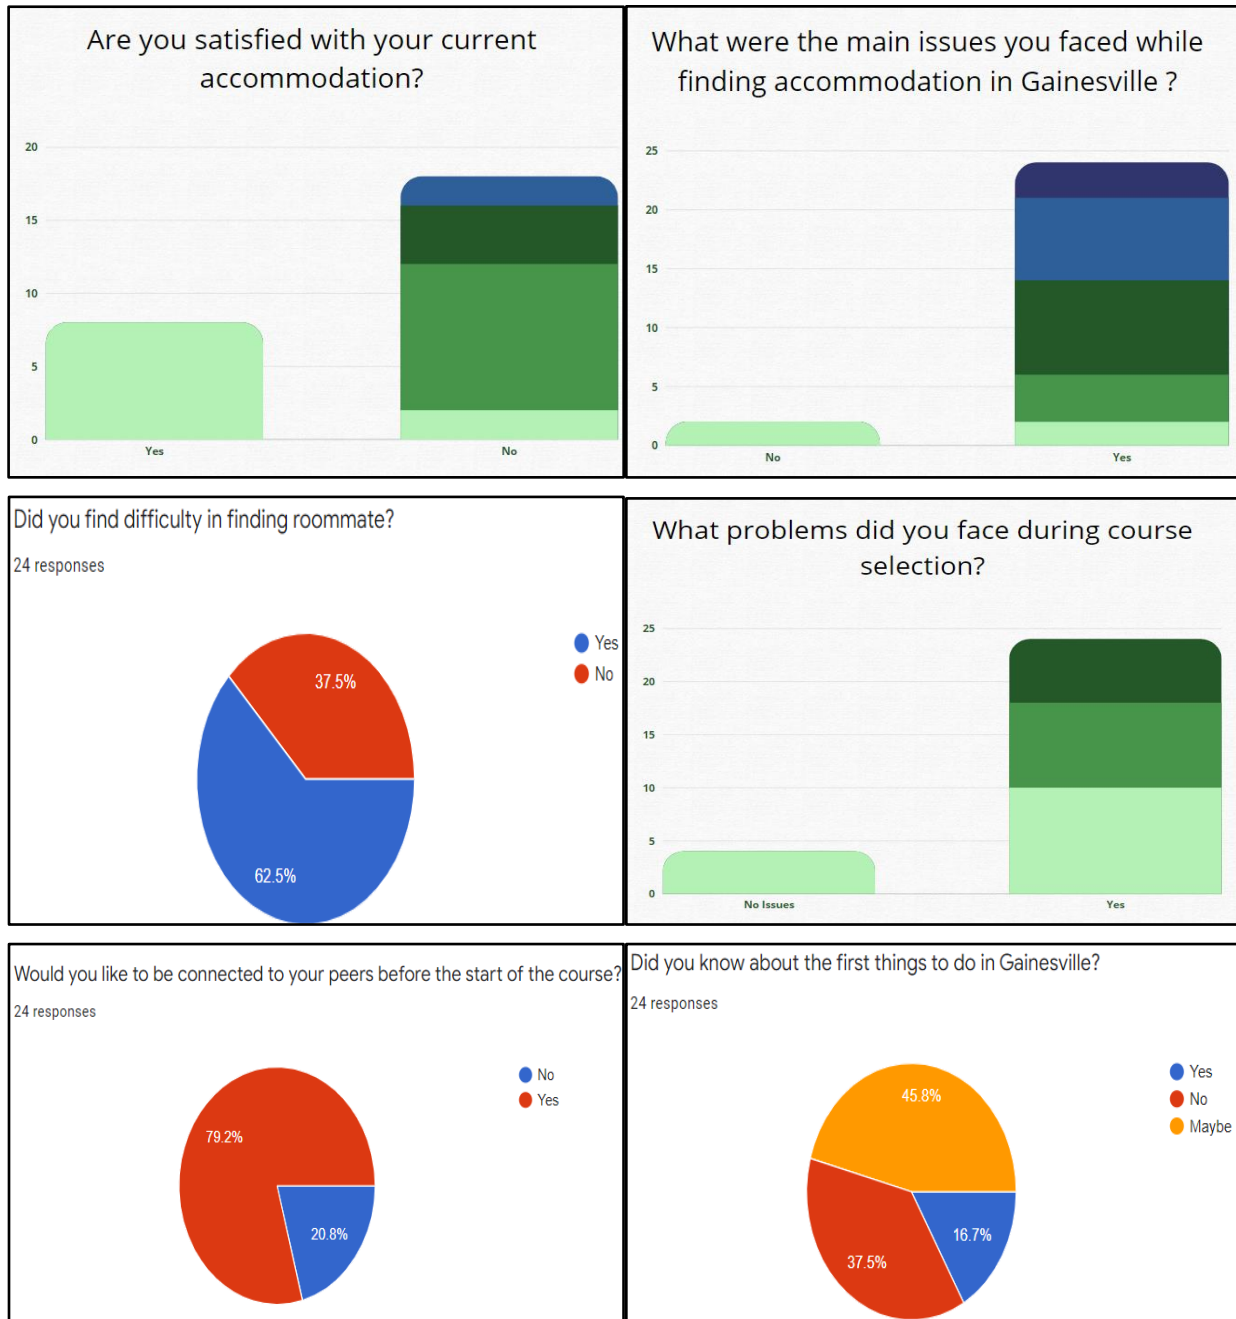 Are you satisfied with your current
accommodation?
20
15
10
5
0
Yes
No
What were the main issues you faced while
finding accommodation in Gainesville ?
25
20
15
10
5
0
No
Yes
Did you find difficulty in finding roommate?
24 responses
Yes
No
37.5%
62.5%
What problems did you face during course
selection?
25
20
15
10
5
0
No Issues
Yes
Would you like to be connected to your peers before the start of the course?
24 responses
No
Yes
79.2%
20.8%
Did you know about the first things to do in Gainesville?
24 responses
Yes
No
Maybe
45.8%
16.7%
37.5%